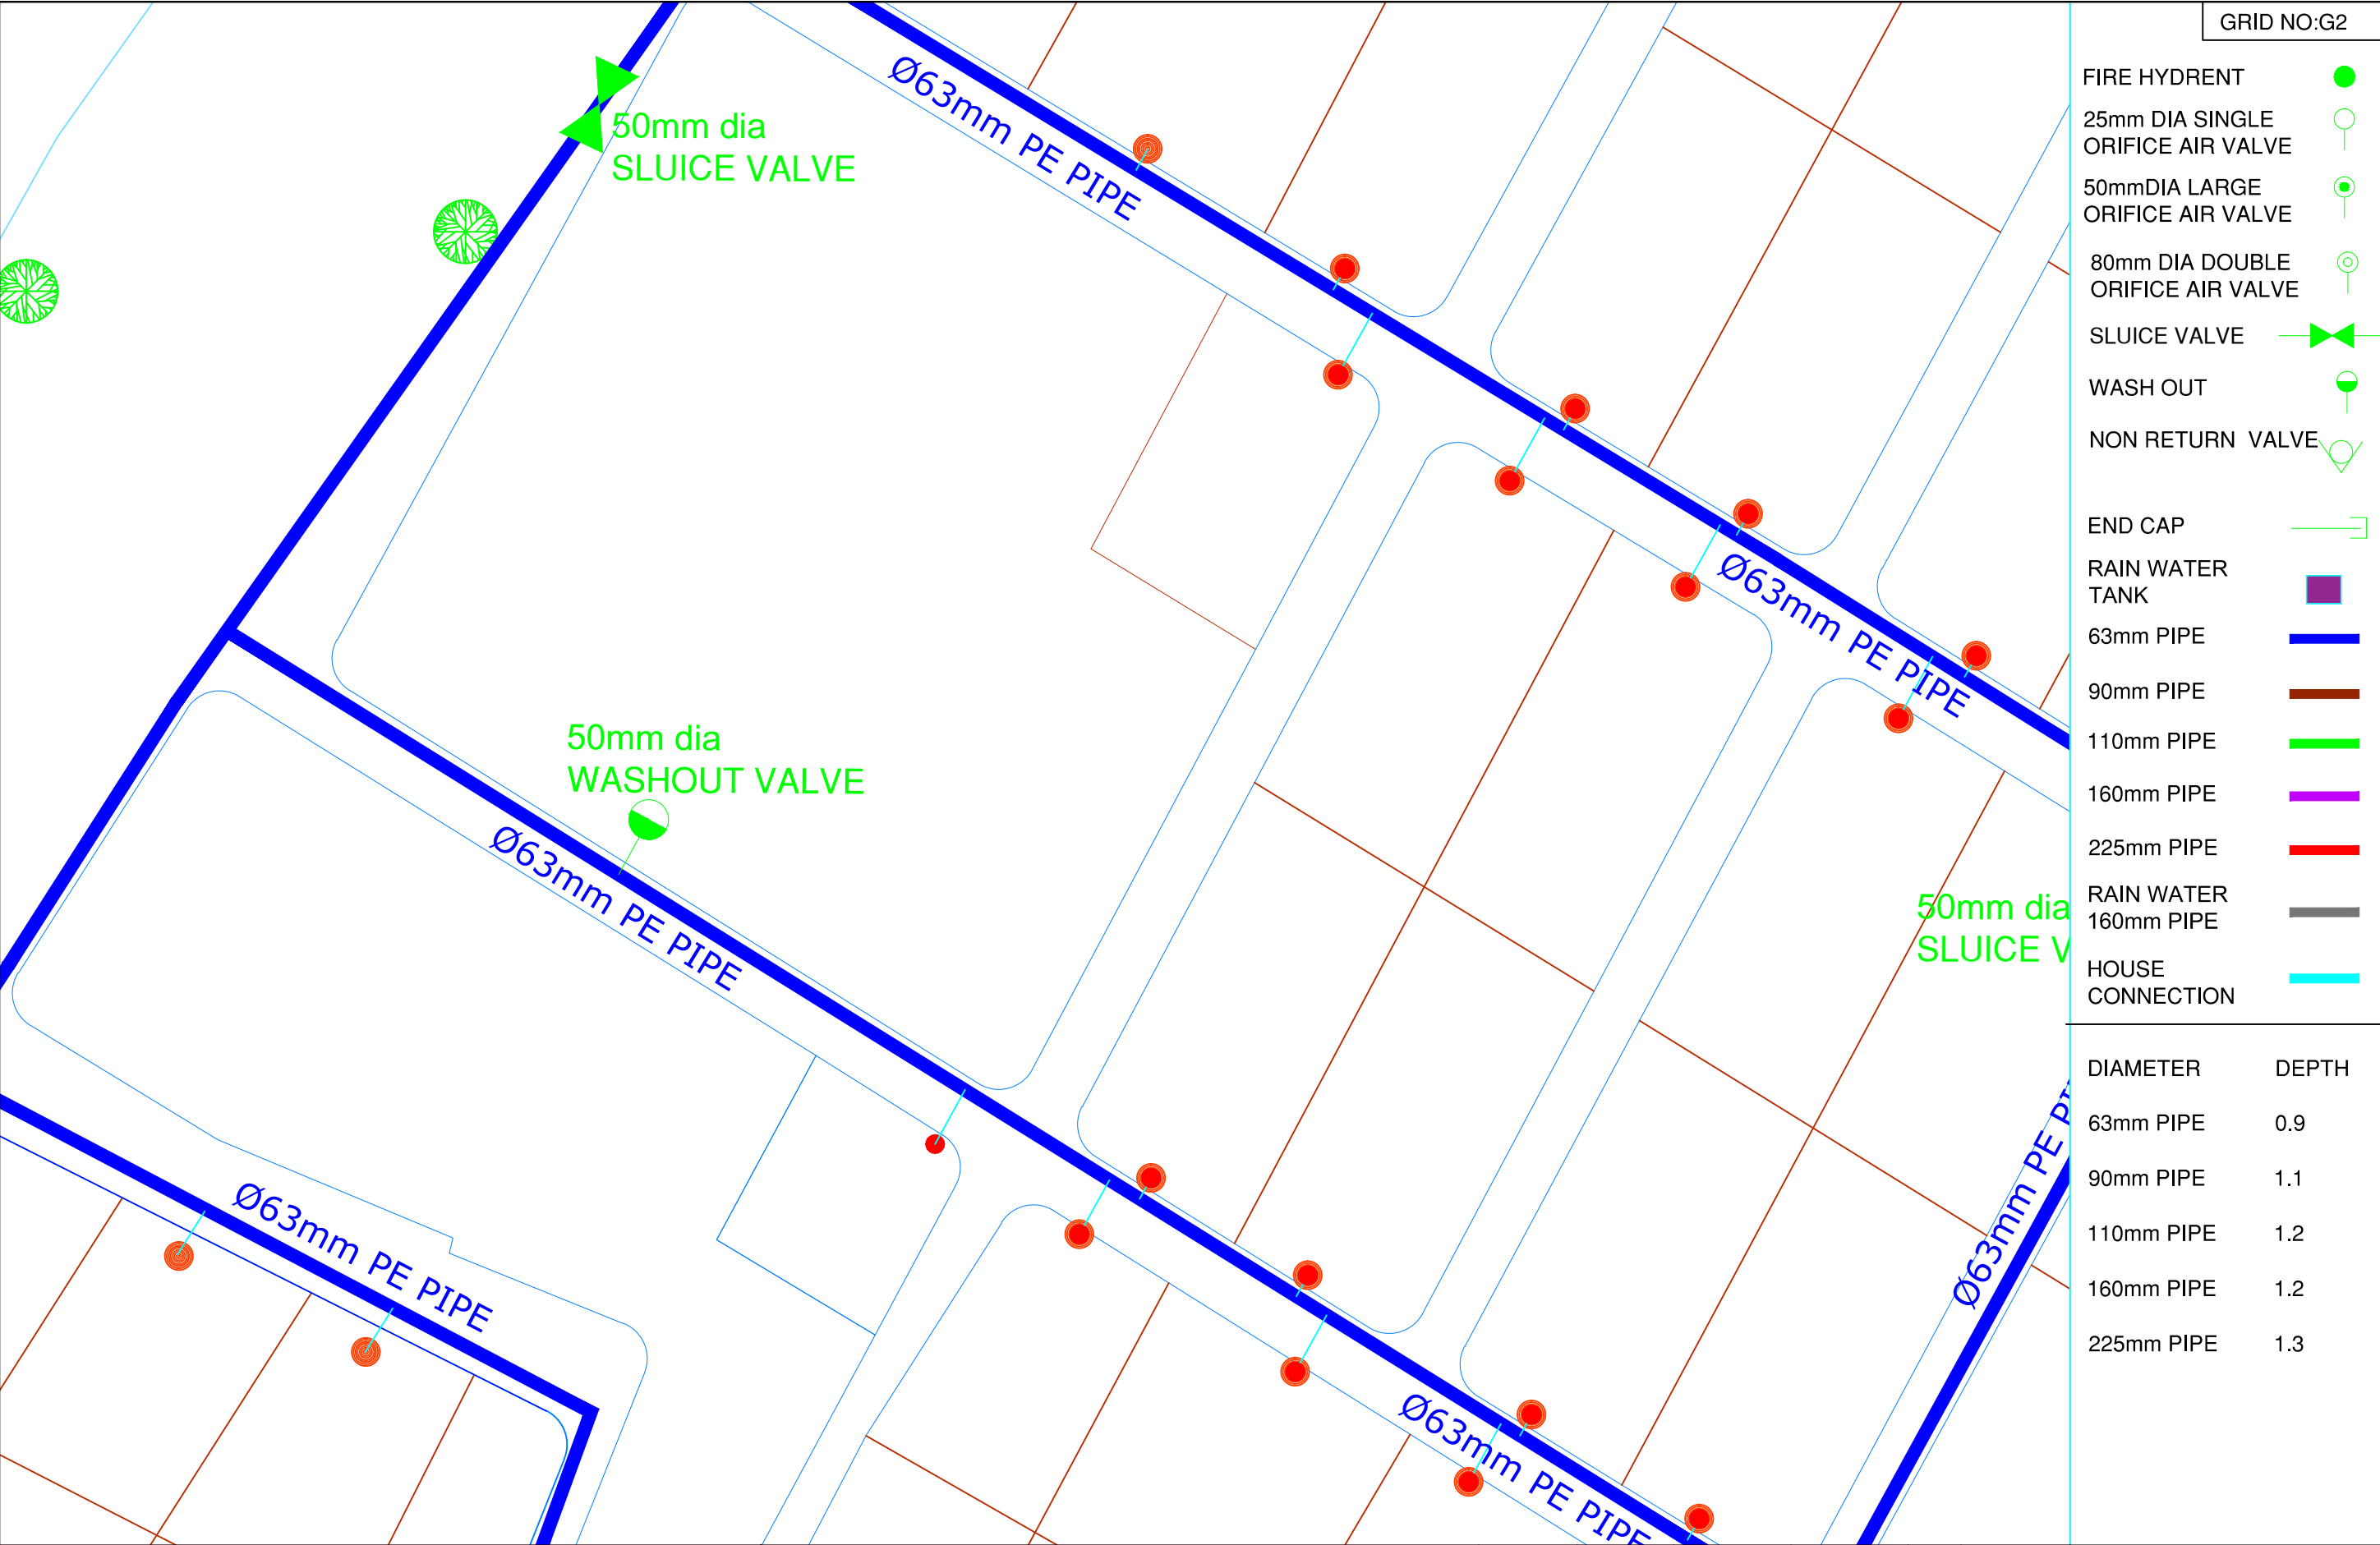 GRID NO:G2
Ø63mm PE PIPE
50mm dia
SLUICE VALVE
Ø63mm PE PIPE
50mm dia
WASHOUT VALVE
Ø63mm PE PIPE
50mm dia
SLUICE V
Ø63mm PE PI
Ø63mm PE PIPE
Ø63mm PE PIPE
FIRE HYDRENT
25mm DIA SINGLE
ORIFICE AIR VALVE
50mmDIA LARGE
ORIFICE AIR VALVE
80mm DIA DOUBLE
ORIFICE AIR VALVE
SLUICE VALVE
WASH OUT
NON RETURN VALVE
END CAP
RAIN WATER
TANK
63mm PIPE
90mm PIPE
110mm PIPE
160mm PIPE
225mm PIPE
RAIN WATER
160mm PIPE
HOUSE
CONNECTION
DIAMETER DEPTH
63mm PIPE 0.9
90mm PIPE 1.1
110mm PIPE 1.2
160mm PIPE 1.2
225mm PIPE 1.3